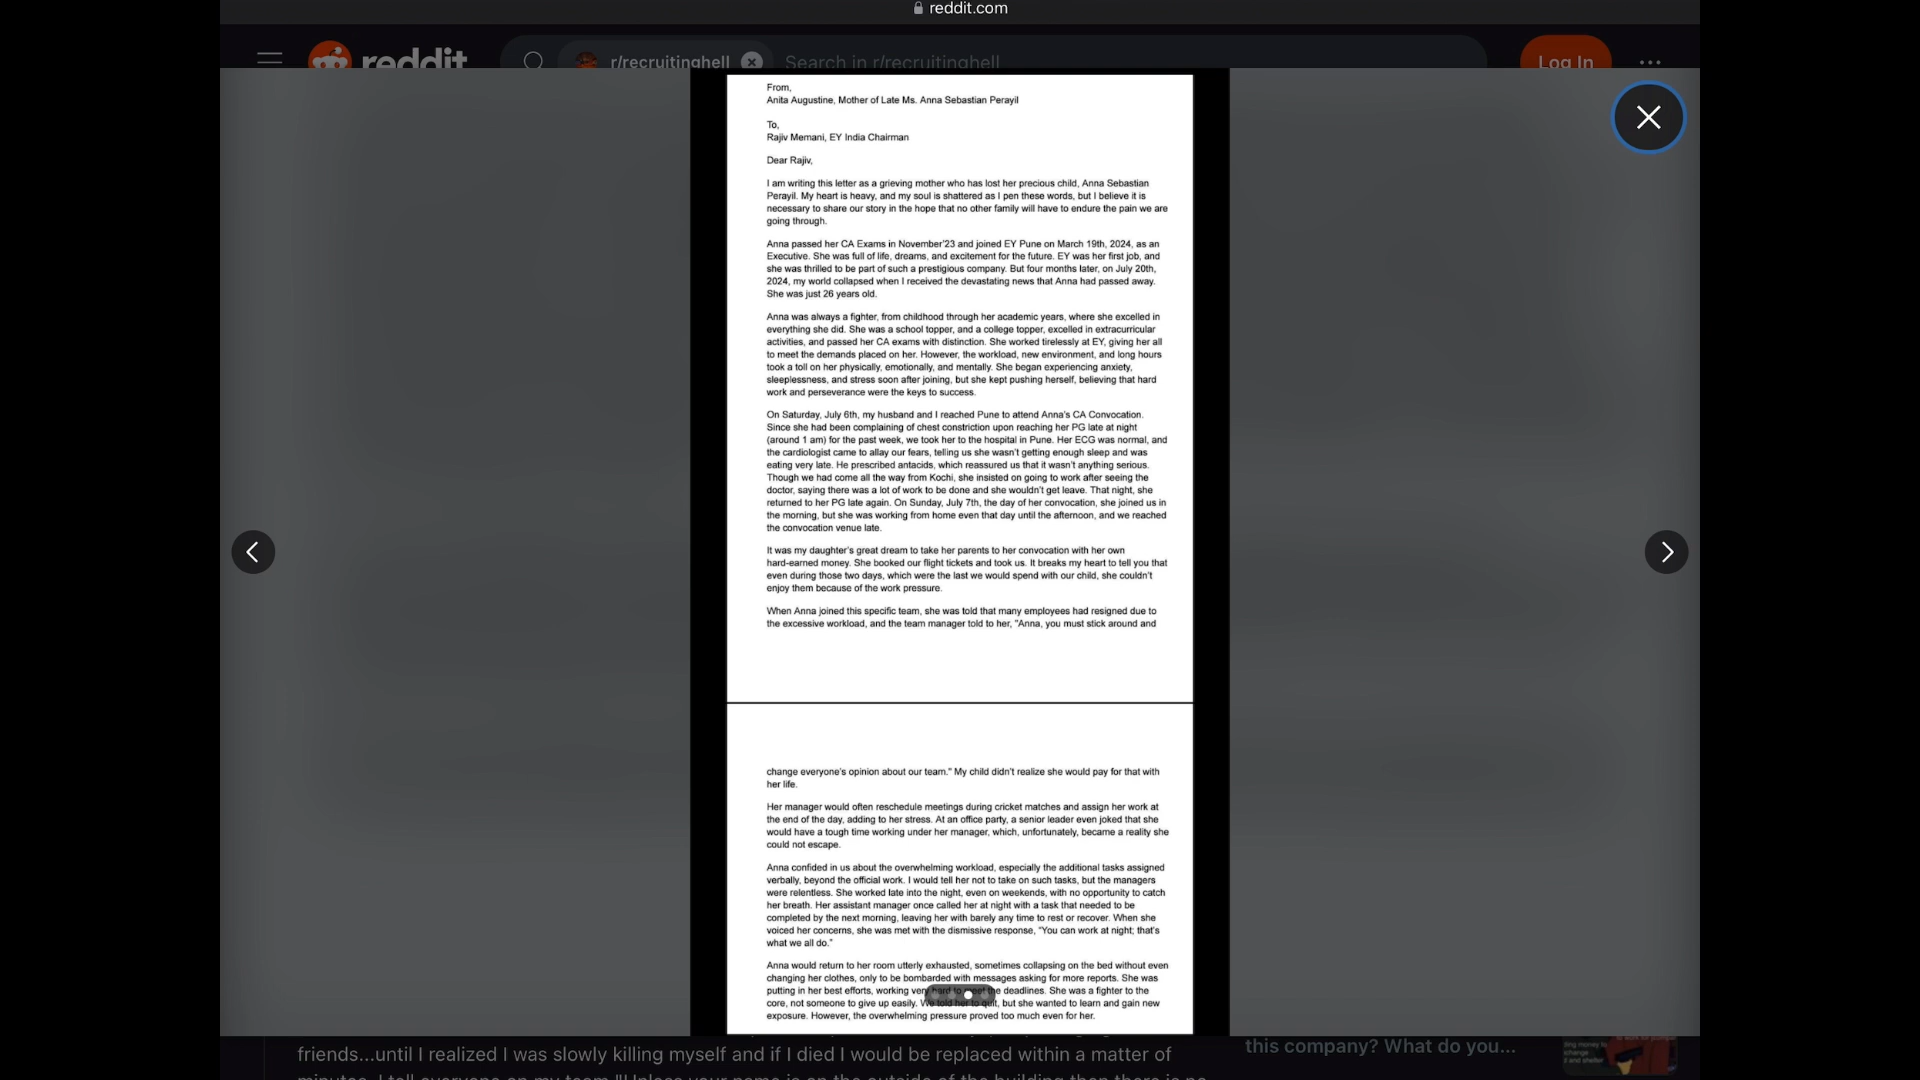 reddit.com
reddit
r/recruitinghell
Search in r/recruitinghell
Log In
From,
Anita Augustine, Mother of Late Ms. Anna Sebastian Perayil
To,
Rajiv Memani, EY India Chairman
Dear Rajiv,
I am writing this letter as a grieving mother who has lost her precious child, Anna Sebastian
Perayil. My heart is heavy, and my soul is shattered as I pen these words, but I believe it is
necessary to share our story in the hope that no other family will have to endure the pain we are
going through.
Anna passed her CA Exams in November'23 and joined EY Pune on March 19th, 2024, as an
Executive. She was full of life, dreams, and excitement for the future. EY was her first job, and
she was thrilled to be part of such a prestigious company. But four months later, on July 20th,
2024, my world collapsed when I received the devastating news that Anna had passed away.
She was just 26 years old.
Anna was always a fighter, from childhood through her academic years, where she excelled in
everything she did. She was a school topper, and a college topper, excelled in extracurricular
activities, and passed her CA exams with distinction. She worked tirelessly at EY, giving her all
to meet the demands placed on her. However, the workload, new environment, and long hours
took a toll on her physically, emotionally, and mentally. She began experiencing anxiety,
sleeplessness, and stress soon after joining, but she kept pushing herself, believing that hard
work and perseverance were the keys to success.
On Saturday, July 6th, my husband and I reached Pune to attend Anna's CA Convocation.
Since she had been complaining of chest constriction upon reaching her PG late at night
(around 1 am) for the past week, we took her to the hospital in Pune. Her ECG was normal, and
the cardiologist came to allay our fears, telling us she wasn't getting enough sleep and was
eating very late. He prescribed antacids, which reassured us that it wasn't anything serious.
Though we had come all the way from Kochi, she insisted on going to work after seeing the
doctor, saying there was a lot of work to be done and she wouldn't get leave. That night, she
returned to her PG late again. On Sunday, July 7th, the day of her convocation, she joined us in
the morning, but she was working from home even that day until the afternoon, and we reached
the convocation venue late.
It was my daughter's great dream to take her parents to her convocation with her own
hard-earned money. She booked our flight tickets and took us. It breaks my heart to tell you that
even during those two days, which were the last we would spend with our child, she couldn't
enjoy them because of the work pressure.
When Anna joined this specific team, she was told that many employees had resigned due to
the excessive workload, and the team manager told to her, "Anna, you must stick around and
change everyone's opinion about our team." My child didn't realize she would pay for that with
her life.
Her manager would often reschedule meetings during cricket matches and assign her work at
the end of the day, adding to her stress. At an office party, a senior leader even joked that she
would have a tough time working under her manager, which, unfortunately, became a reality she
could not escape.
Anna confided in us about the overwhelming workload, especially the additional tasks assigned
verbally, beyond the official work. I would tell her not to take on such tasks, but the managers
were relentless. She worked late into the night, even on weekends, with no opportunity to catch
her breath. Her assistant manager once called her at night with a task that needed to be
completed by the next morning, leaving her with barely any time to rest or recover. When she
voiced her concerns, she was met with the dismissive response, "You can work at night; that's
what we all do."
Anna would return to her room utterly exhausted, sometimes collapsing on the bed without even
changing her clothes, only to be bombarded with messages asking for more reports. She was
putting in her best efforts, working very hard to meet the deadlines. She was a fighter to the
core, not someone to give up easily. We told her to quit, but she wanted to learn and gain new
exposure. However, the overwhelming pressure proved too much even for her.
friends...until I realized I was slowly killing myself and if I died I would be replaced within a matter of
this company? What do you...